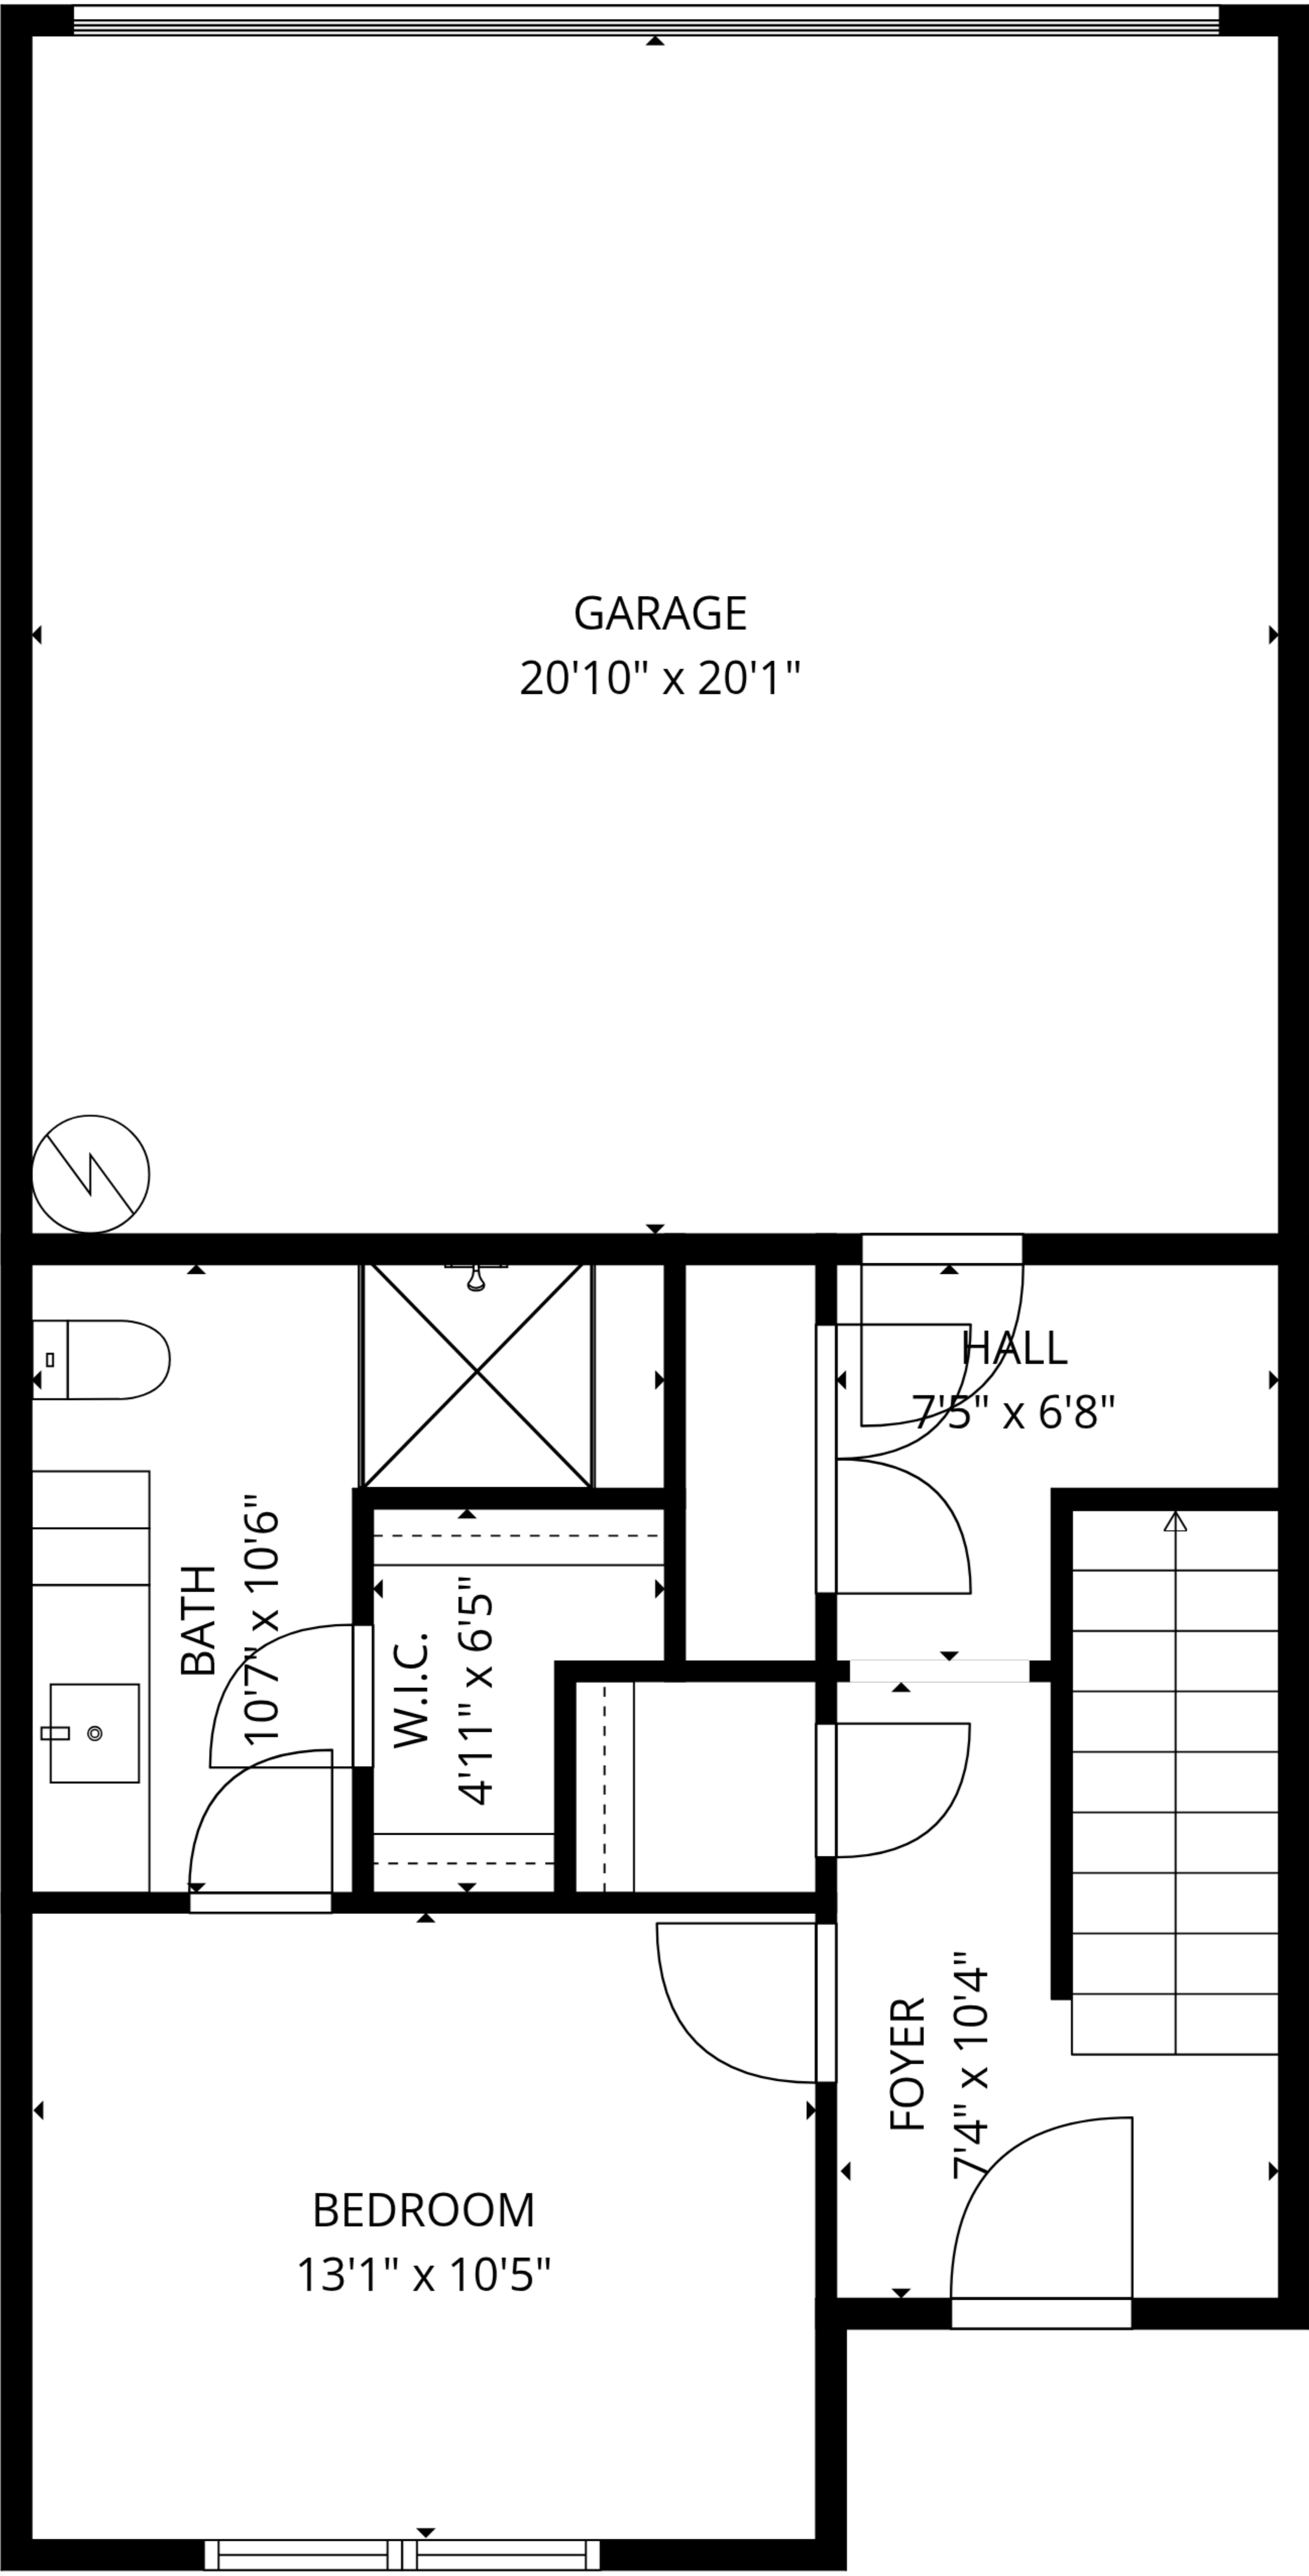 GARAGE
20'10" x 20'1"
HALL
7'5" x 6'8"
BATH
10'7" x 10'6"
W.I.C.
4'11" x 6'5"
FOYER
7'4" x 10'4"
BEDROOM
13'1" x 10'5"